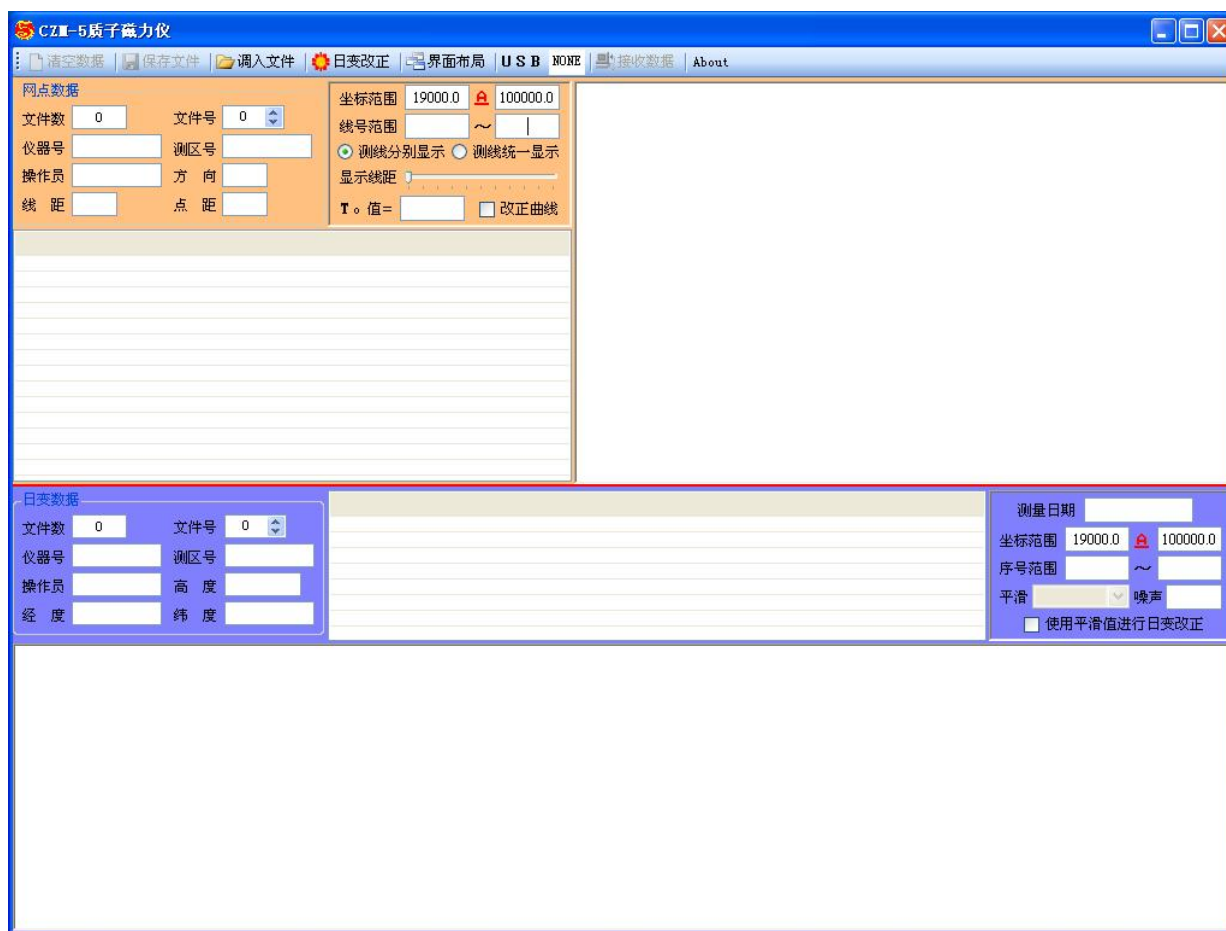 CZM-5质子磁力仪
清空数据 保存文件 调入文件 日变改正 界面布局 USB NONE 接收数据 About
网点数据
文件数 0 文件号 0
仪器号 测区号
操作员 方 向
线 距 点 距
坐标范围 19000.0 A 100000.0
线号范围 ～
测线分别显示 测线统一显示
显示线距
T。值= 改正曲线
日变数据
文件数 0 文件号 0
仪器号 测区号
操作员 高 度
经 度 纬 度
测量日期
坐标范围 19000.0 A 100000.0
序号范围 ～
平滑 噪声
使用平滑值进行日变改正